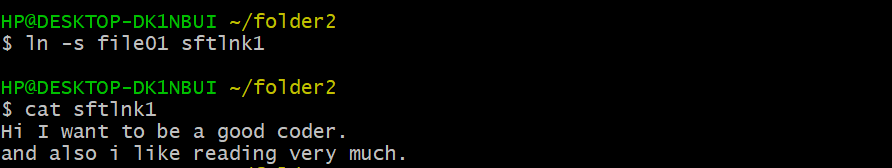 HP@DESKTOP-DK1NBUI ~/folder2
$ ln -s file01 sftlnk1
HP@DESKTOP-DK1NBUI ~/folder2
$ cat sftlnk1
Hi I want to be a good coder.
and also i like reading very much.